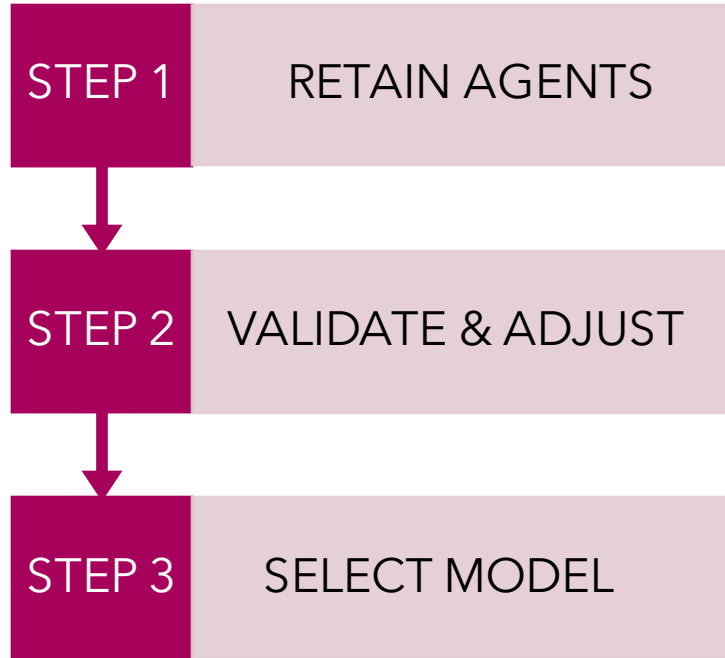 STEP 1 RETAIN AGENTS
STEP 2 VALIDATE & ADJUST
STEP 3 SELECT MODEL